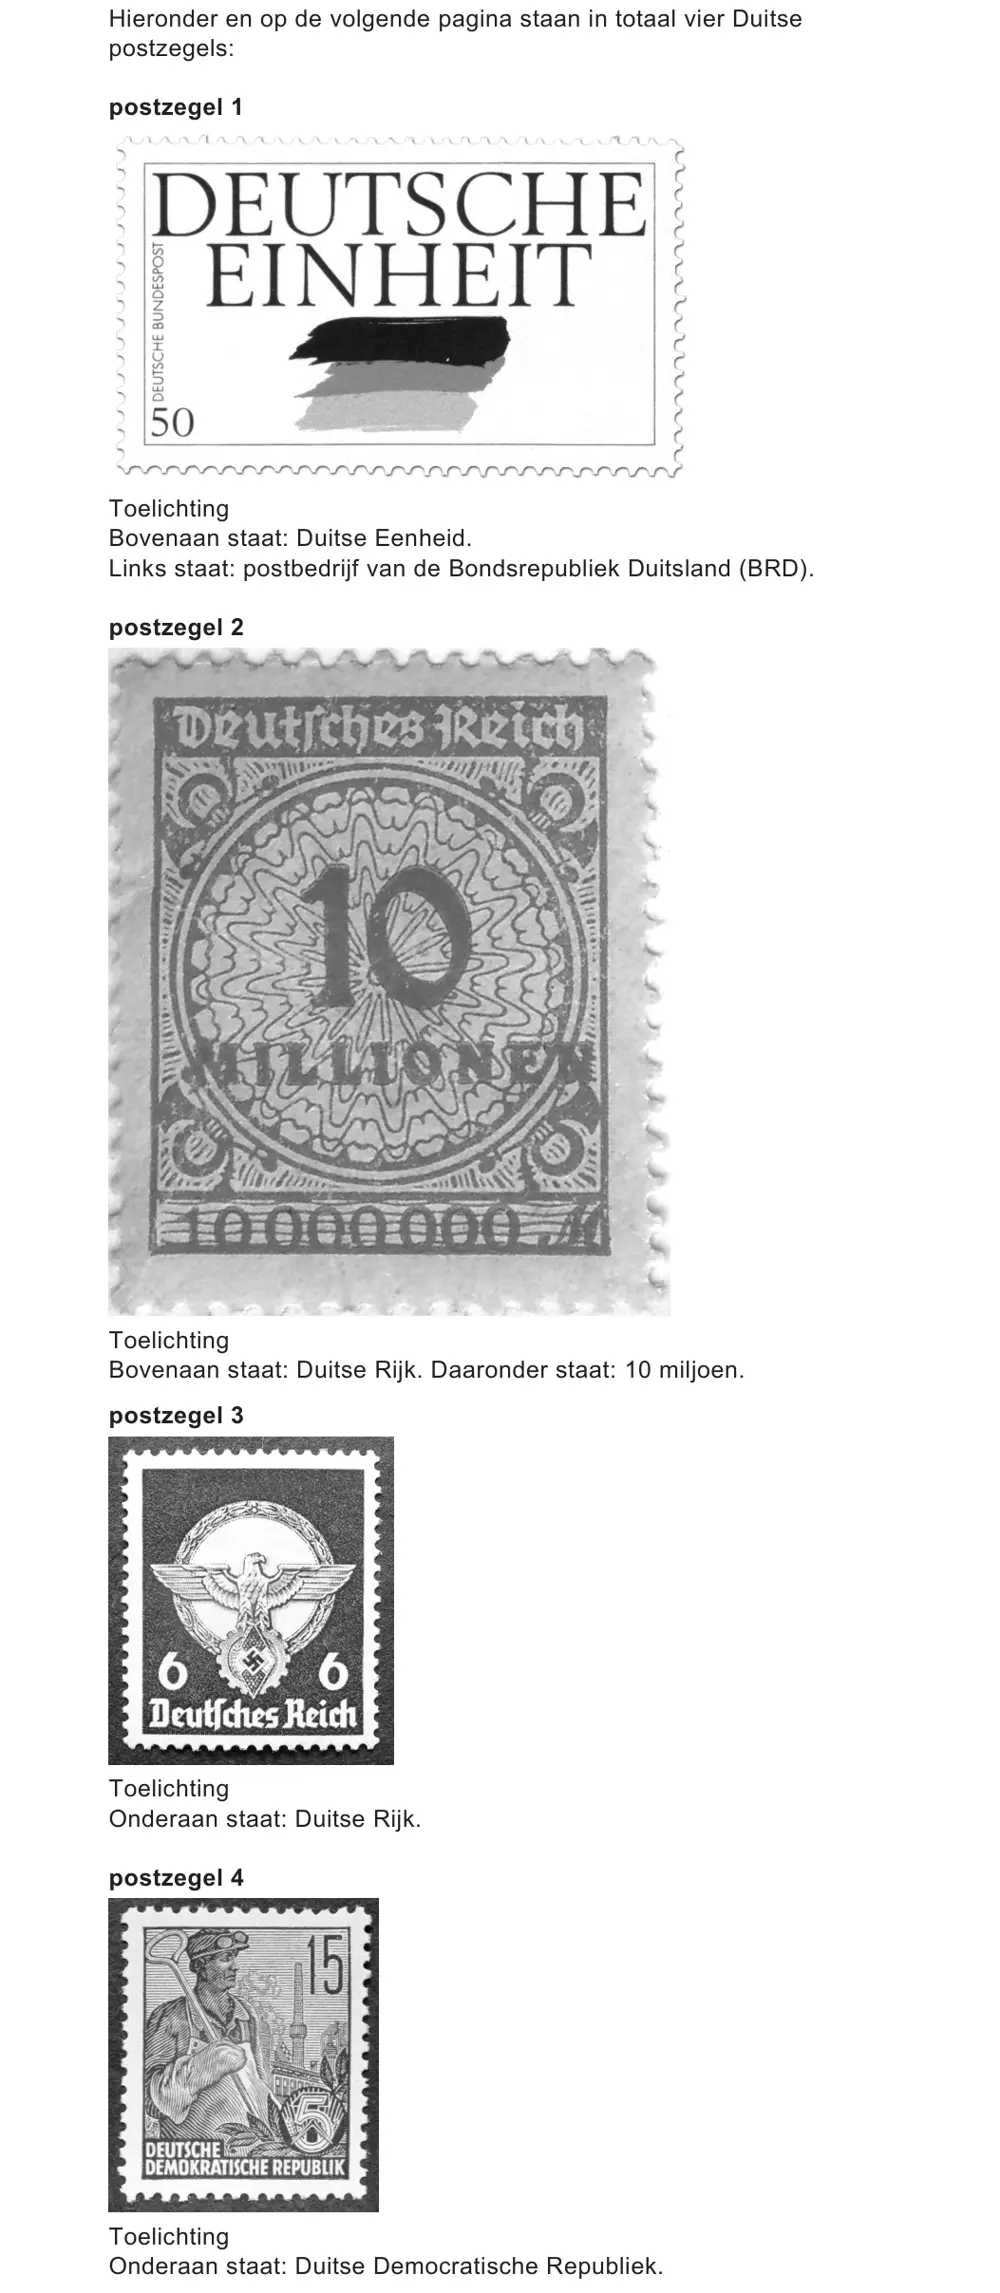 Hieronder en op de volgende pagina staan in totaal vier Duitse
postzegels:
postzegel 1
DEUTSCHE
EINHEIT
DEUTSCHE BUNDESPOST
50
Toelichting
Bovenaan staat: Duitse Eenheid.
Links staat: postbedrijf van de Bondsrepubliek Duitsland (BRD).
postzegel 2
Deutsches Reich
10
MILLIONEN
10000000 M
Toelichting
Bovenaan staat: Duitse Rijk. Daaronder staat: 10 miljoen.
postzegel 3
6 6
Deutsches Reich
Toelichting
Onderaan staat: Duitse Rijk.
postzegel 4
15
5
DEUTSCHE
DEMOKRATISCHE REPUBLIK
Toelichting
Onderaan staat: Duitse Democratische Republiek.